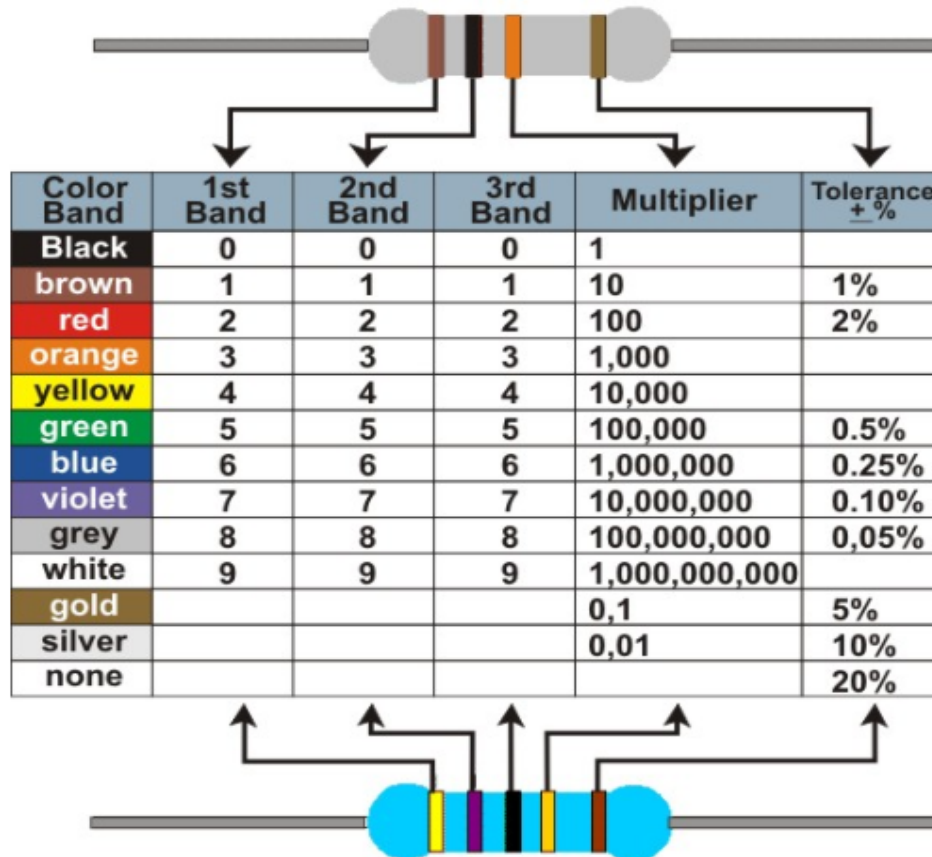 Color Band 1st Band 2nd Band 3rd Band Multiplier Tolerance + %
Black 0 0 0 1
brown 1 1 1 10 1%
red 2 2 2 100 2%
orange 3 3 3 1,000
yellow 4 4 4 10,000
green 5 5 5 100,000 0.5%
blue 6 6 6 1,000,000 0.25%
violet 7 7 7 10,000,000 0.10%
grey 8 8 8 100,000,000 0,05%
white 9 9 9 1,000,000,000
gold 0,1 5%
silver 0,01 10%
none 20%